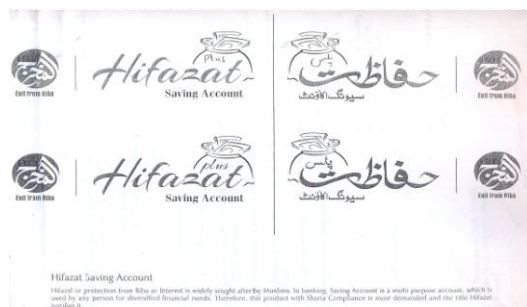 Plus
Hifazat
Saving Account
Exit from Riba
پلس
حفاظت
سیونگ اکاؤنٹ
Exit from Riba
plus
Hifazat
Saving Account
Exit from Riba
پلس
حفاظت
سیونگ اکاؤنٹ
Exit from Riba
Hifazat Saving Account
Hifazat or protection from Riba or Interest is widely sought after by Muslims. In banking, Saving Account is a multi purpose account, which is
used by any person for diversified financial needs. Therefore, this product with Sharia Compliance is most demanded and the title Hifazat
justifies it.